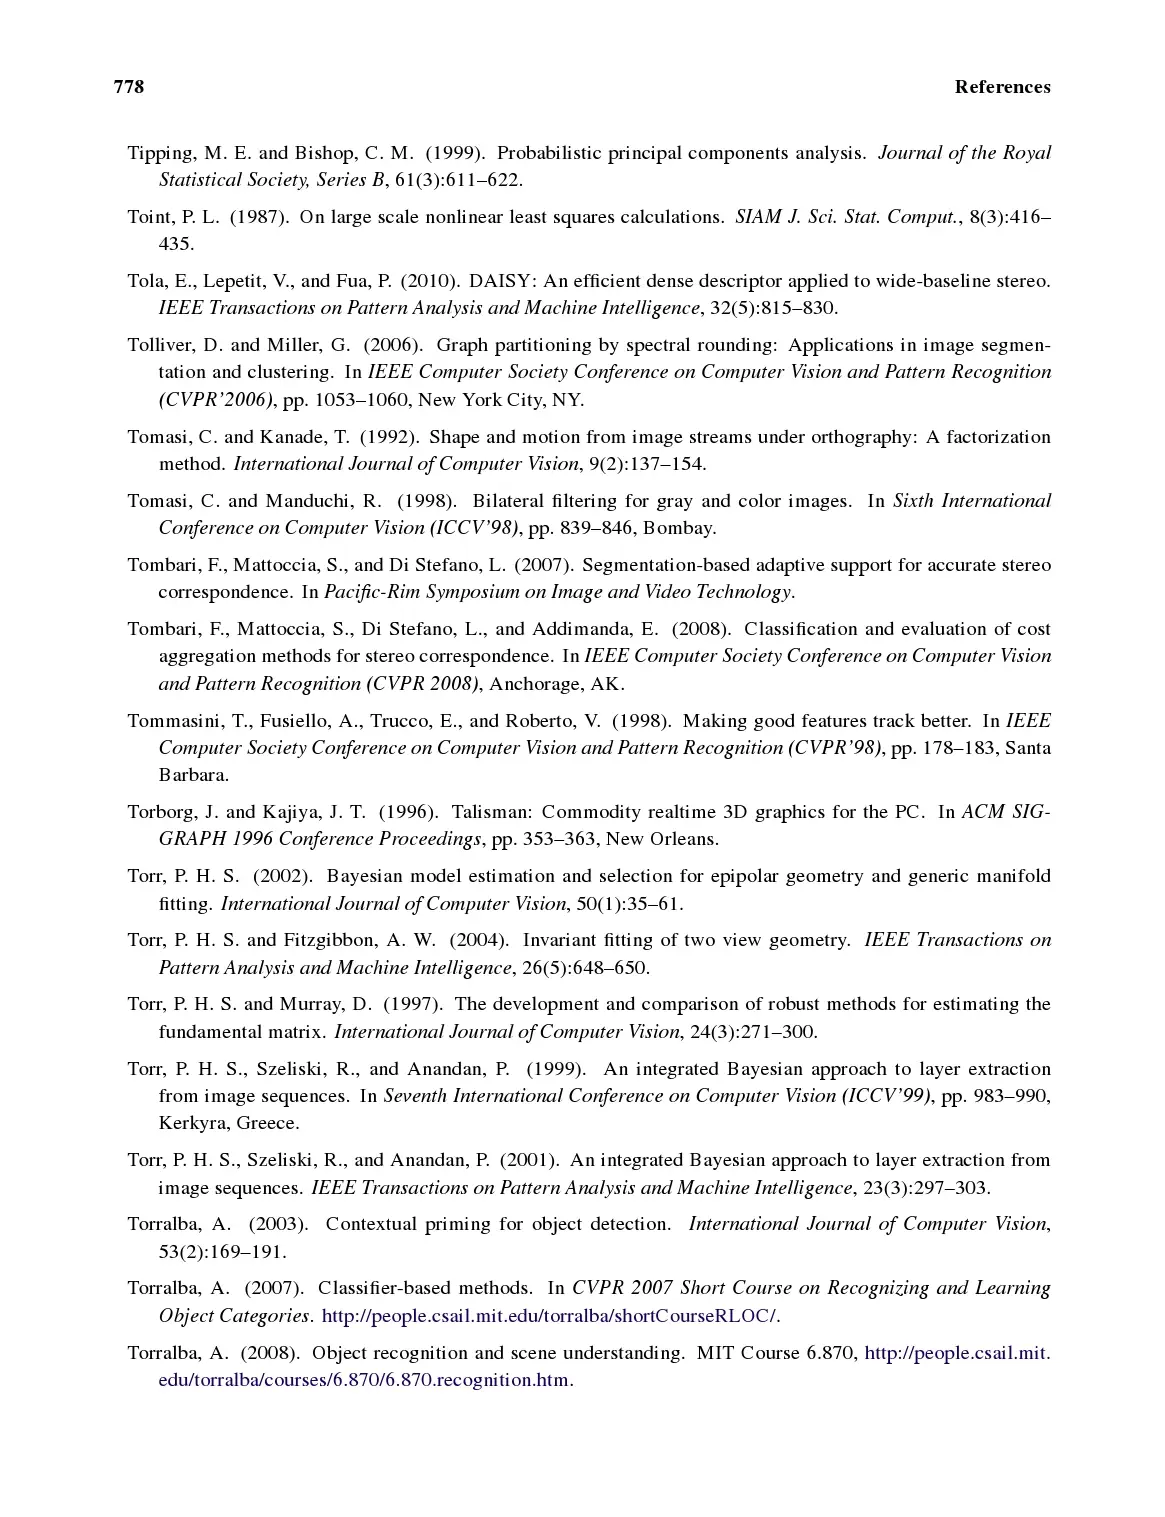 778 References
Tipping, M. E. and Bishop, C. M. (1999). Probabilistic principal components analysis. Journal of the Royal
Statistical Society, Series B, 61(3):611–622.
Toint, P. L. (1987). On large scale nonlinear least squares calculations. SIAM J. Sci. Stat. Comput., 8(3):416–
435.
Tola, E., Lepetit, V., and Fua, P. (2010). DAISY: An efficient dense descriptor applied to wide-baseline stereo.
IEEE Transactions on Pattern Analysis and Machine Intelligence, 32(5):815–830.
Tolliver, D. and Miller, G. (2006). Graph partitioning by spectral rounding: Applications in image segmen-
tation and clustering. In IEEE Computer Society Conference on Computer Vision and Pattern Recognition
(CVPR'2006), pp. 1053–1060, New York City, NY.
Tomasi, C. and Kanade, T. (1992). Shape and motion from image streams under orthography: A factorization
method. International Journal of Computer Vision, 9(2):137–154.
Tomasi, C. and Manduchi, R. (1998). Bilateral filtering for gray and color images. In Sixth International
Conference on Computer Vision (ICCV'98), pp. 839–846, Bombay.
Tombari, F., Mattoccia, S., and Di Stefano, L. (2007). Segmentation-based adaptive support for accurate stereo
correspondence. In Pacific-Rim Symposium on Image and Video Technology.
Tombari, F., Mattoccia, S., Di Stefano, L., and Addimanda, E. (2008). Classification and evaluation of cost
aggregation methods for stereo correspondence. In IEEE Computer Society Conference on Computer Vision
and Pattern Recognition (CVPR 2008), Anchorage, AK.
Tommasini, T., Fusiello, A., Trucco, E., and Roberto, V. (1998). Making good features track better. In IEEE
Computer Society Conference on Computer Vision and Pattern Recognition (CVPR'98), pp. 178–183, Santa
Barbara.
Torborg, J. and Kajiya, J. T. (1996). Talisman: Commodity realtime 3D graphics for the PC. In ACM SIG-
GRAPH 1996 Conference Proceedings, pp. 353–363, New Orleans.
Torr, P. H. S. (2002). Bayesian model estimation and selection for epipolar geometry and generic manifold
fitting. International Journal of Computer Vision, 50(1):35–61.
Torr, P. H. S. and Fitzgibbon, A. W. (2004). Invariant fitting of two view geometry. IEEE Transactions on
Pattern Analysis and Machine Intelligence, 26(5):648–650.
Torr, P. H. S. and Murray, D. (1997). The development and comparison of robust methods for estimating the
fundamental matrix. International Journal of Computer Vision, 24(3):271–300.
Torr, P. H. S., Szeliski, R., and Anandan, P. (1999). An integrated Bayesian approach to layer extraction
from image sequences. In Seventh International Conference on Computer Vision (ICCV'99), pp. 983–990,
Kerkyra, Greece.
Torr, P. H. S., Szeliski, R., and Anandan, P. (2001). An integrated Bayesian approach to layer extraction from
image sequences. IEEE Transactions on Pattern Analysis and Machine Intelligence, 23(3):297–303.
Torralba, A. (2003). Contextual priming for object detection. International Journal of Computer Vision,
53(2):169–191.
Torralba, A. (2007). Classifier-based methods. In CVPR 2007 Short Course on Recognizing and Learning
Object Categories. http://people.csail.mit.edu/torralba/shortCourseRLOC/.
Torralba, A. (2008). Object recognition and scene understanding. MIT Course 6.870, http://people.csail.mit.
edu/torralba/courses/6.870/6.870.recognition.htm.